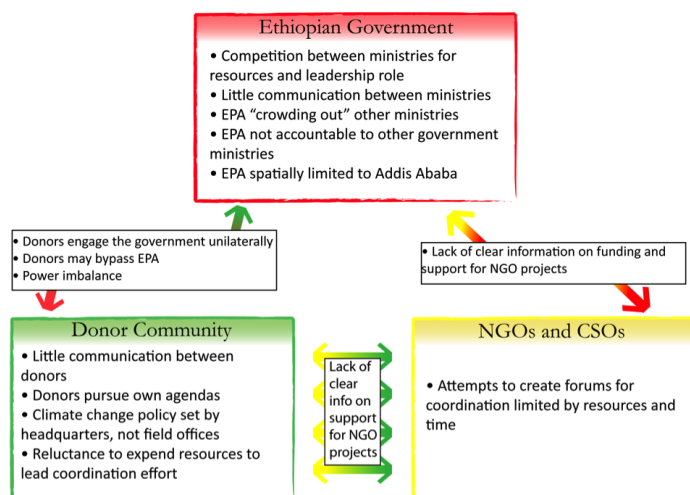 Ethiopian Government
• Competition between ministries for
resources and leadership role
• Little communication between ministries
• EPA “crowding out” other ministries
• EPA not accountable to other government
ministries
• EPA spatially limited to Addis Ababa
• Donors engage the government unilaterally
• Donors may bypass EPA
• Power imbalance
• Lack of clear information on funding and
support for NGO projects
Donor Community
• Little communication between
donors
• Donors pursue own agendas
• Climate change policy set by
headquarters, not field offices
• Reluctance to expend resources to
lead coordination effort
Lack of
clear
info on
support
for NGO
projects
NGOs and CSOs
• Attempts to create forums for
coordination limited by resources and
time